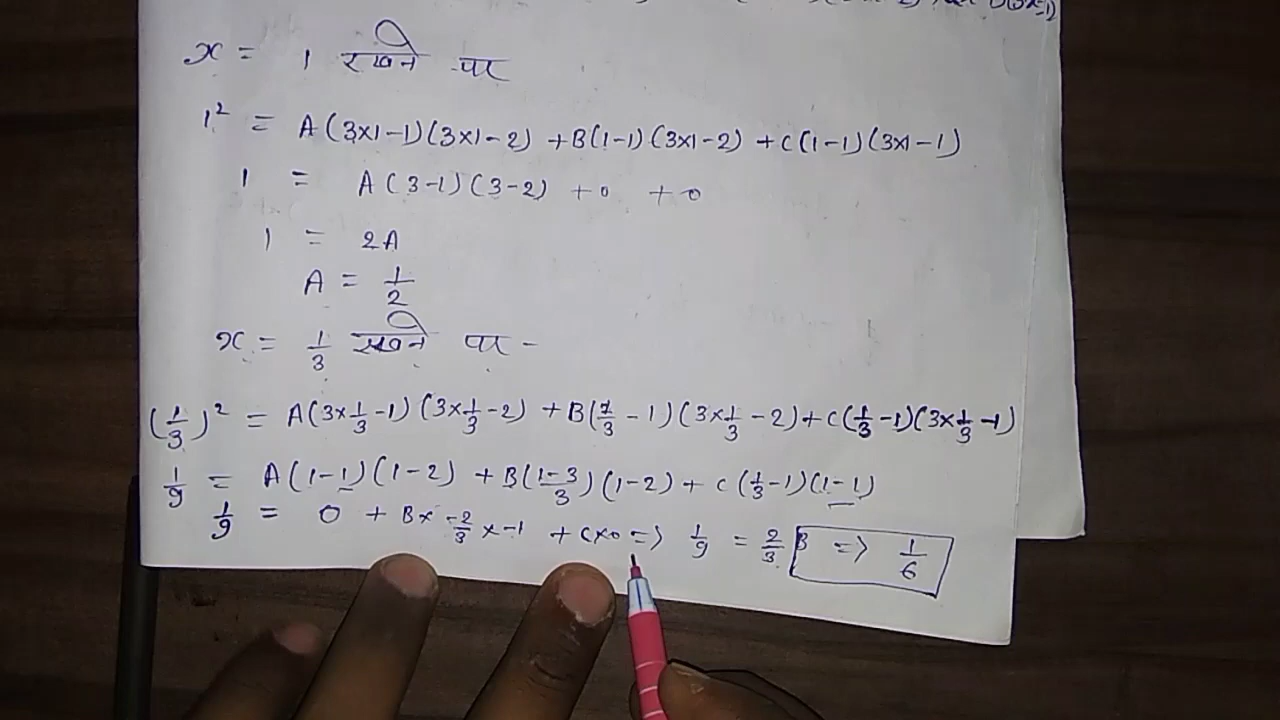 x = 1 रखने पर
1² = A(3×1-1)(3×1-2) +B(1-1)(3×1-2) +C(1-1)(3×1-1)
1 = A(3-1)(3-2) +0 +0
1 = 2A
A = 1/2
x = 1/3 रखने पर -
(1/3)² = A(3×1/3-1)(3×1/3-2) +B(1/3-1)(3×1/3-2)+C(1/3-1)(3×1/3-1)
1/9 = A(1-1)(1-2) +B(1-3/3)(1-2)+ C(1/3-1)(1-1)
1/9 = 0 + B× -2/3 ×-1 + C×0 => 1/9 = 2/3 B => 1/6